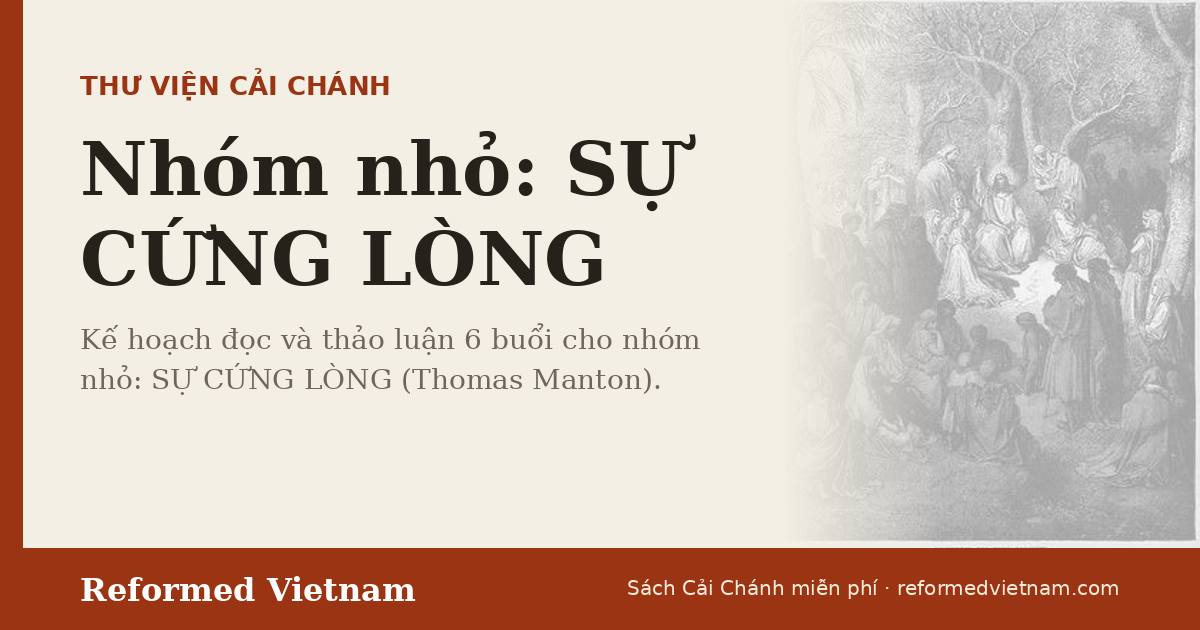 THƯ VIỆN CẢI CHÁNH
Nhóm nhỏ: SỰ
CỨNG LÒNG
Kế hoạch đọc và thảo luận 6 buổi cho nhóm
nhỏ: SỰ CỨNG LÒNG (Thomas Manton).
Reformed Vietnam
Sách Cải Chánh miễn phí · reformedvietnam.com